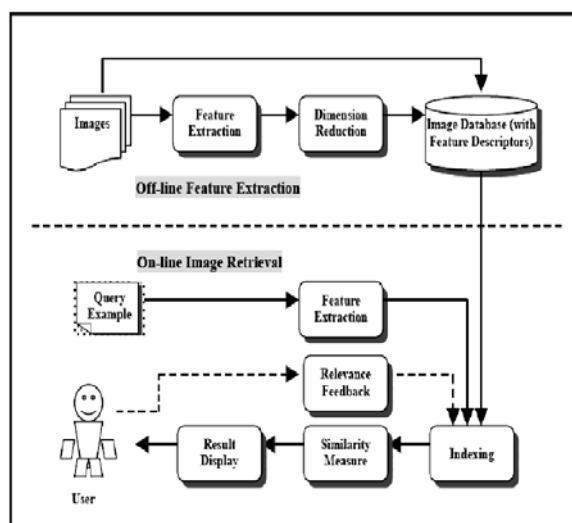 Images
Feature
Extraction
Dimension
Reduction
Image Database (with
Feature Descriptors)
Off-line Feature Extraction
On-line Image Retrieval
Query
Example
Feature
Extraction
Relevance
Feedback
User
Result
Display
Similarity
Measure
Indexing